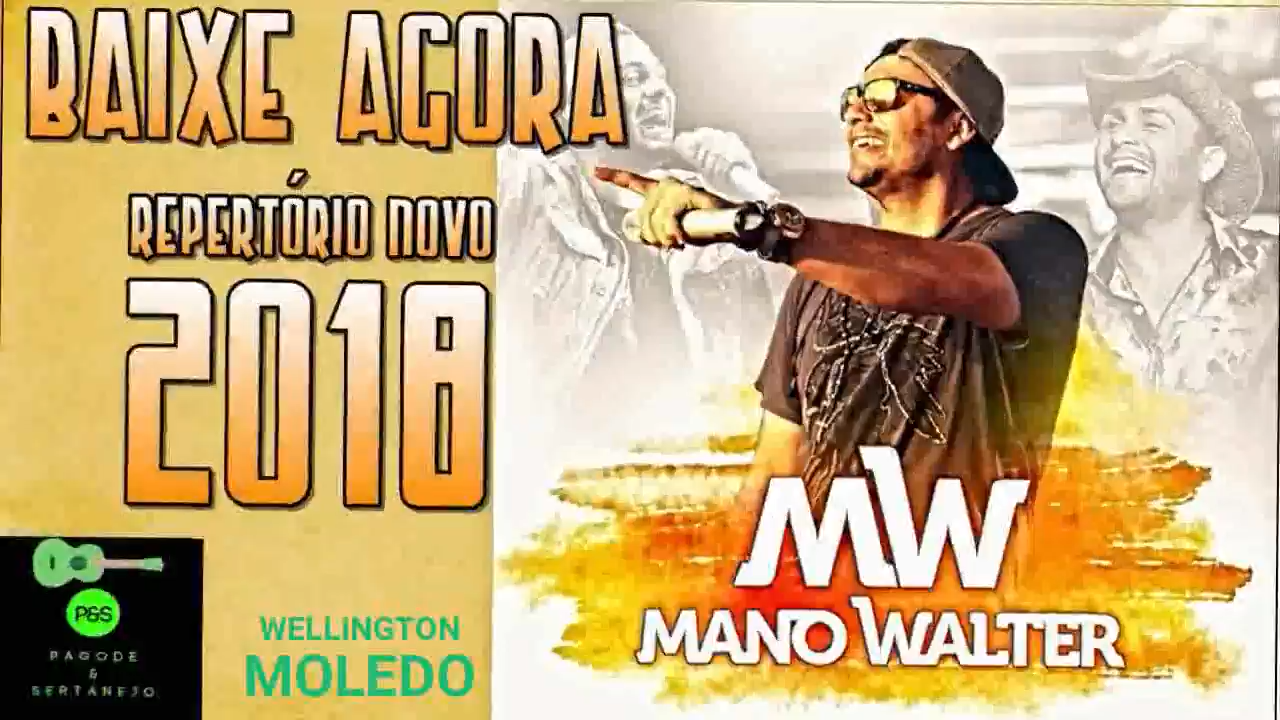 BAIXE AGORA
REPERTÓRIO NOVO
2018
P&S
PAGODE
&
SERTANEJO
WELLINGTON
MOLEDO
MW
MANO WALTER